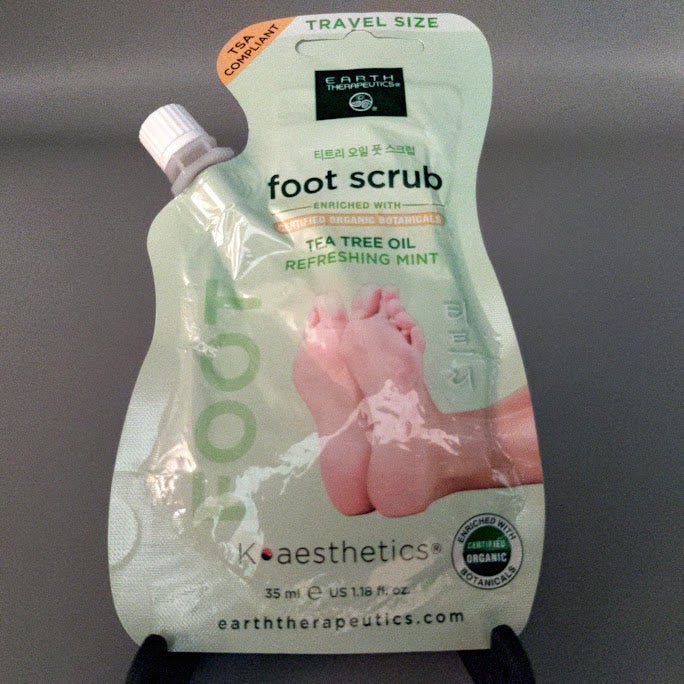 TRAVEL SIZE
TSA
COMPLIANT
EARTH
THERAPEUTICS®
티트리 오일 풋 스크럽
foot scrub
ENRICHED WITH
CERTIFIED ORGANIC BOTANICALS
TEA TREE OIL
REFRESHING MINT
FOOT
티트리
K•aesthetics®
ENRICHED WITH
CERTIFIED
ORGANIC
BOTANICALS
35 ml ℮ US 1.18 fl. oz.
earththerapeutics.com